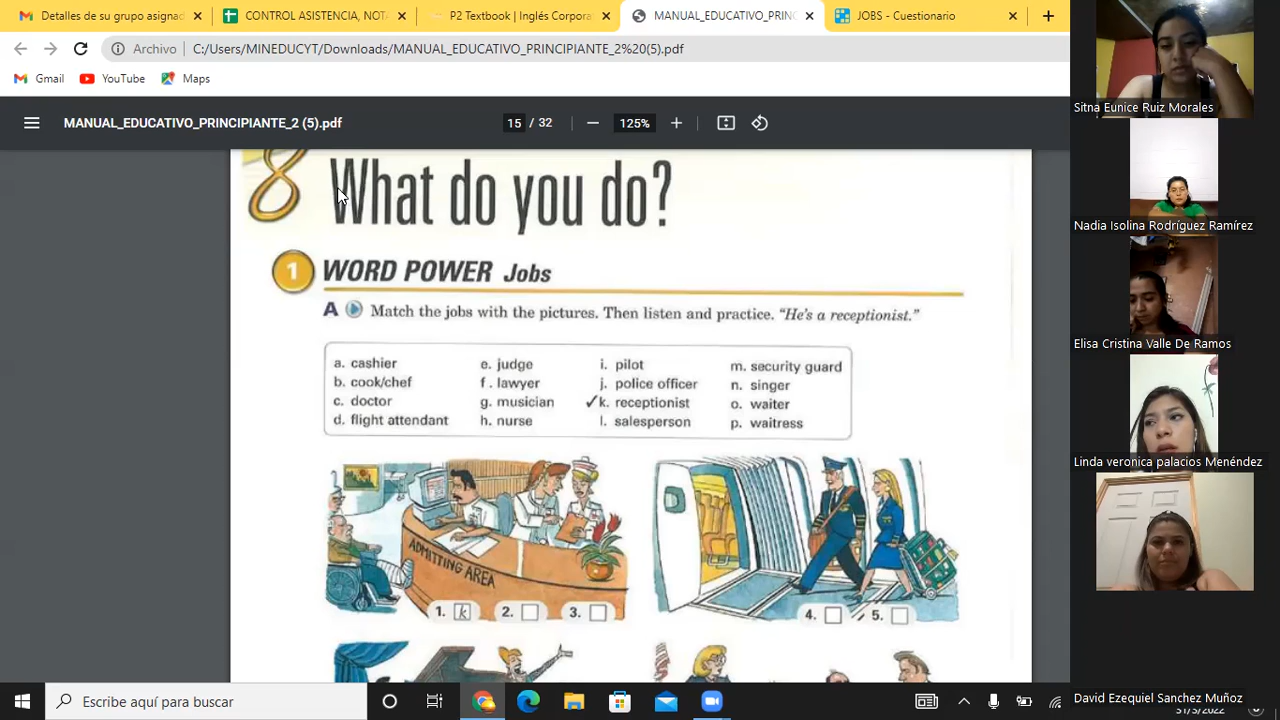 Detalles de su grupo asignad
CONTROL ASISTENCIA, NOTA
P2 Textbook | Inglés Corpora
MANUAL_EDUCATIVO_PRINC
JOBS - Cuestionario
Archivo
C:/Users/MINEDUCYT/Downloads/MANUAL_EDUCATIVO_PRINCIPIANTE_2%20(5).pdf
Gmail
YouTube
Maps
MANUAL_EDUCATIVO_PRINCIPIANTE_2 (5).pdf
15 / 32
125%
8 What do you do?
1 WORD POWER Jobs
A Match the jobs with the pictures. Then listen and practice. "He's a receptionist."
a. cashier
b. cook/chef
c. doctor
d. flight attendant
e. judge
f. lawyer
g. musician
h. nurse
i. pilot
j. police officer
✓k. receptionist
l. salesperson
m. security guard
n. singer
o. waiter
p. waitress
ADMITTING AREA
1. k 2. 3.
4. 5.
Sitna Eunice Ruiz Morales
Nadia Isolina Rodríguez Ramírez
Elisa Cristina Valle De Ramos
Linda veronica palacios Menéndez
David Ezequiel Sanchez Muñoz
Escribe aquí para buscar